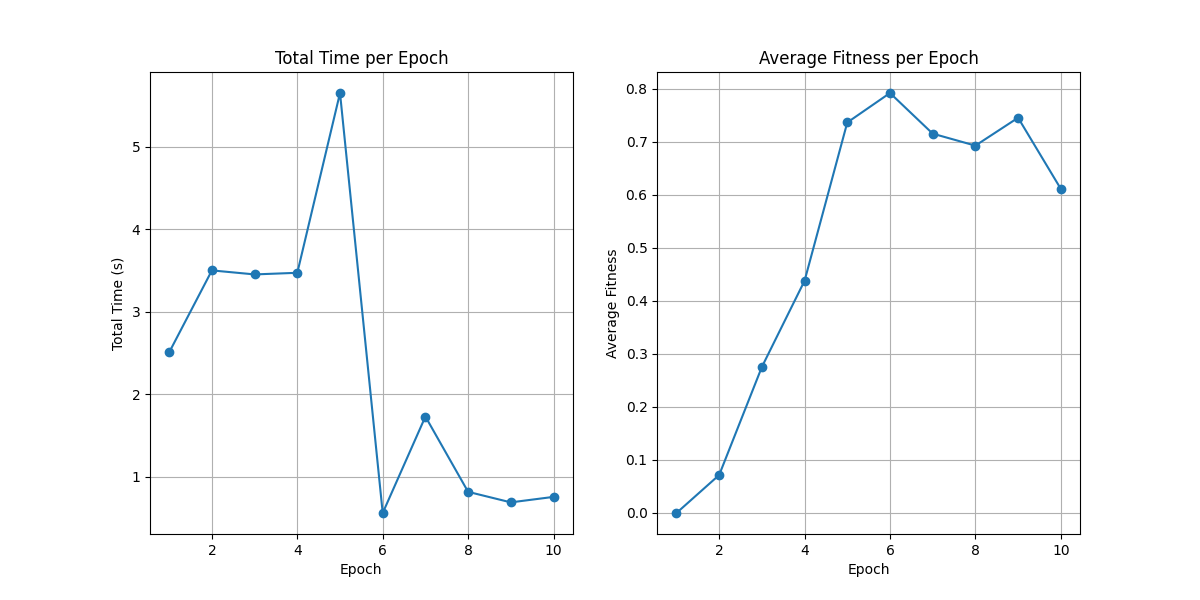 Total Time per Epoch
Total Time (s)
5
4
3
2
1
2 4 6 8 10
Epoch
Average Fitness per Epoch
Average Fitness
0.8
0.7
0.6
0.5
0.4
0.3
0.2
0.1
0.0
2 4 6 8 10
Epoch